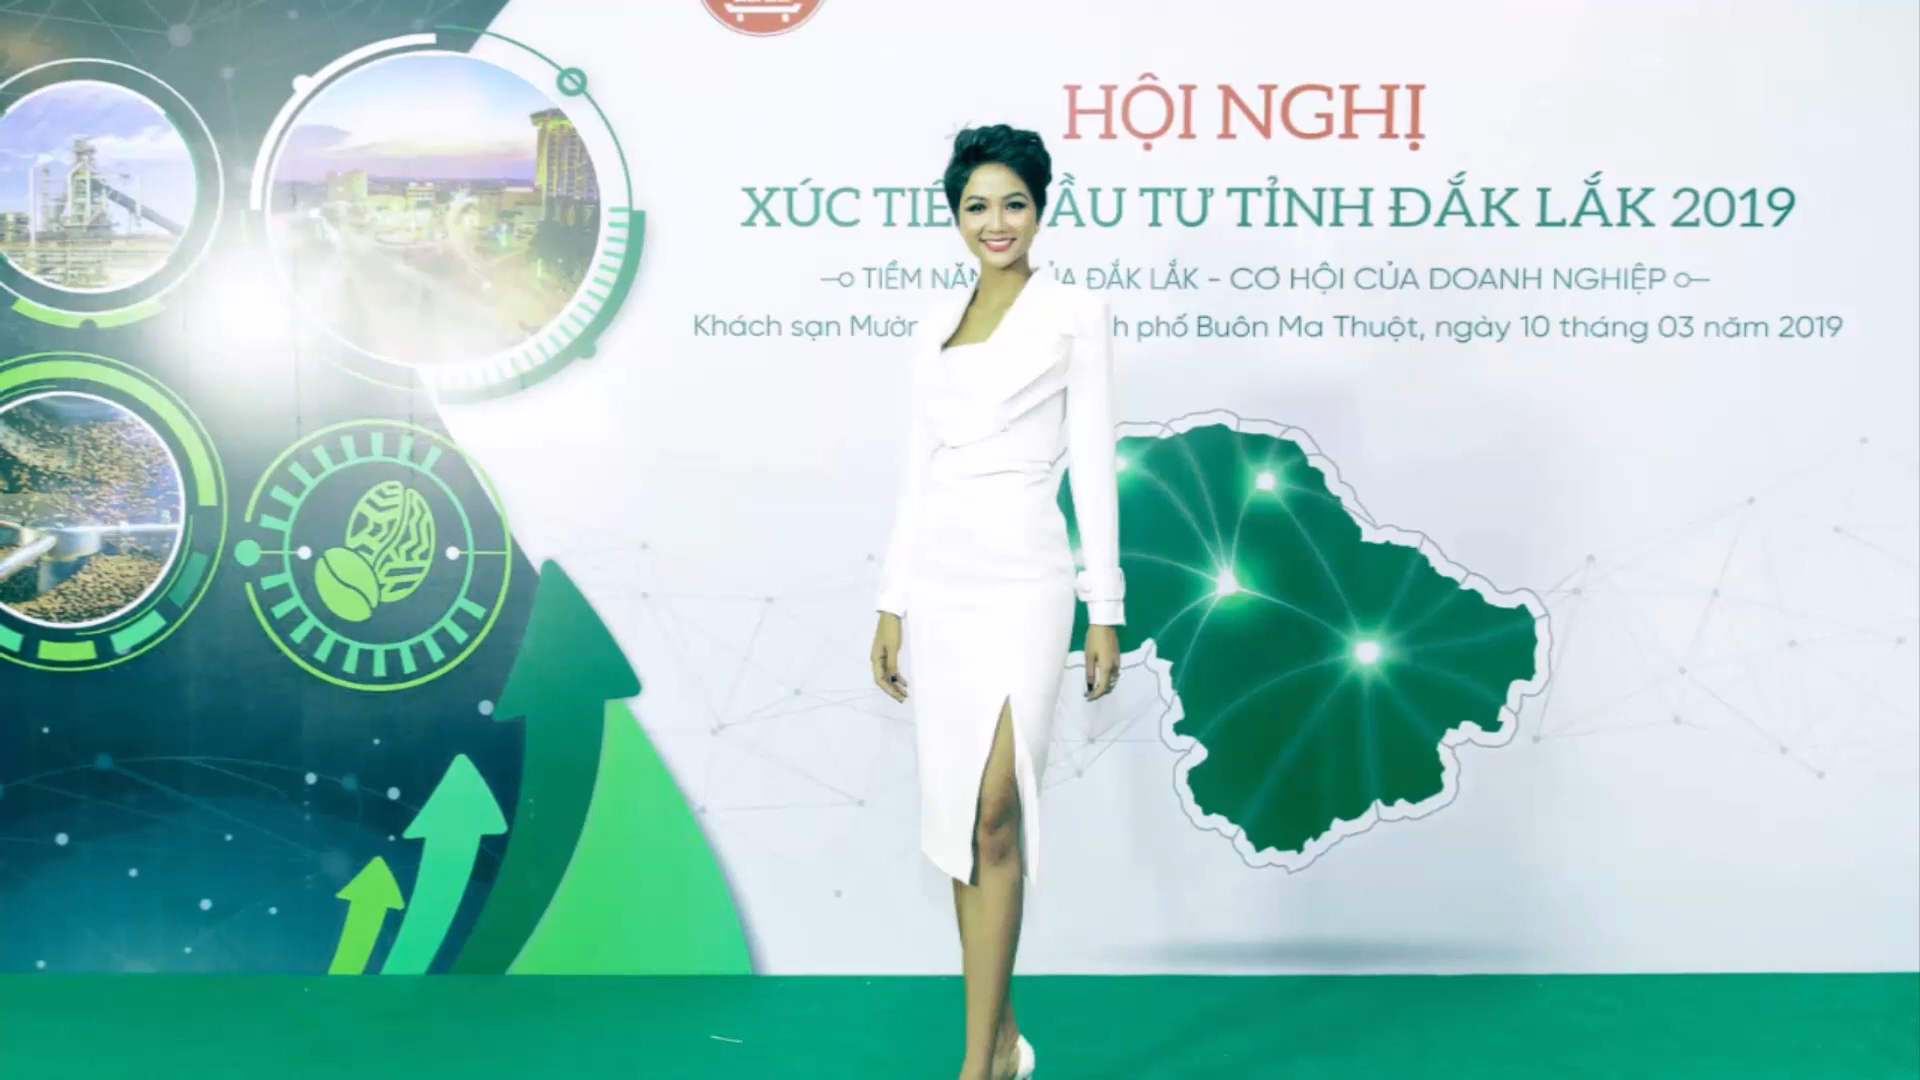 HỘI NGHỊ
XÚC TIẾ ẦU TƯ TỈNH ĐẮK LẮK 2019
TIỀM NĂN ỦA ĐẮK LẮK - CƠ HỘI CỦA DOANH NGHIỆP
Khách sạn Mườn h phố Buôn Ma Thuột, ngày 10 tháng 03 năm 2019